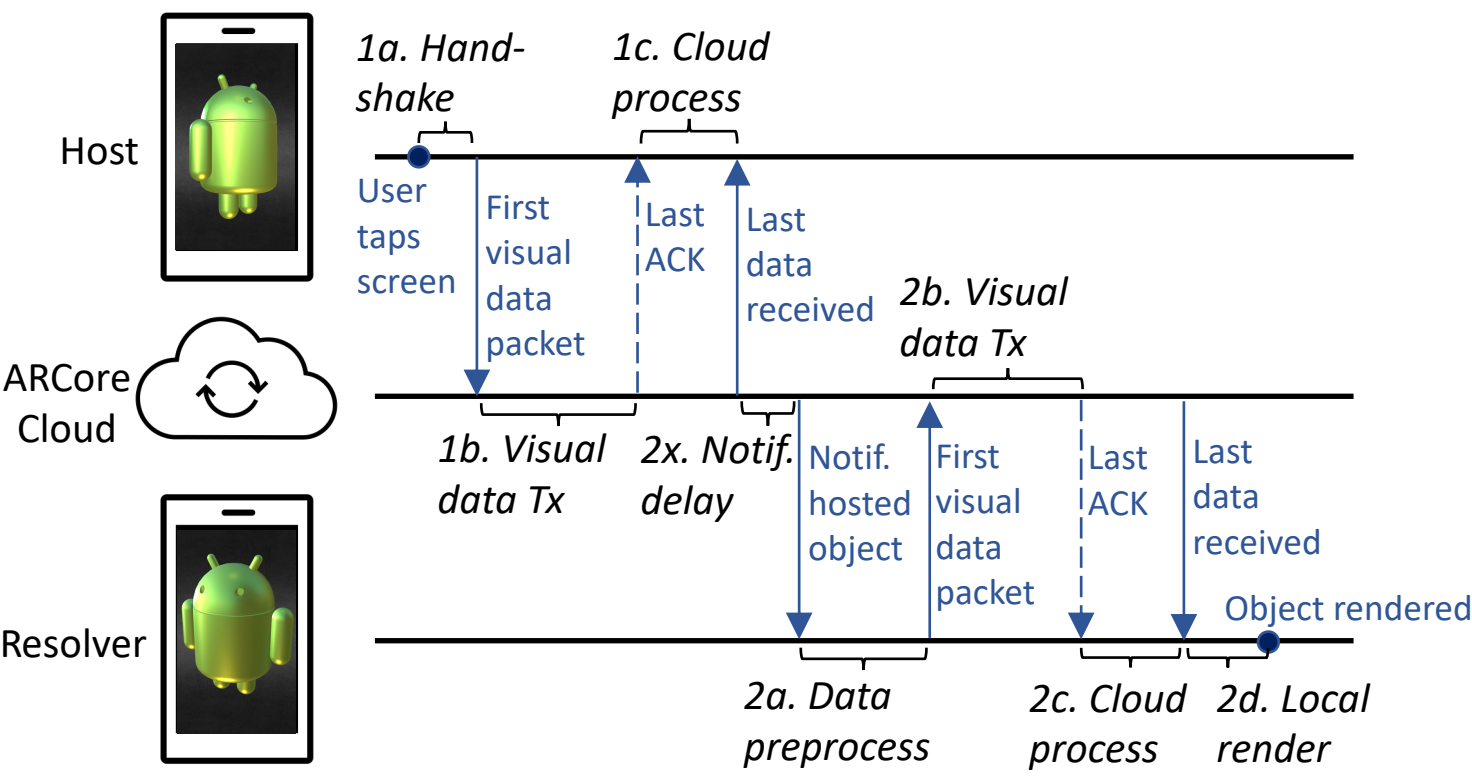 1a. Hand-
shake
1c. Cloud
process
Host
User
taps
screen
First
visual
data
packet
Last
ACK
Last
data
received
2b. Visual
data Tx
ARCore
Cloud
1b. Visual
data Tx
2x. Notif.
delay
Notif.
hosted
object
First
visual
data
packet
Last
ACK
Last
data
received
Object rendered
Resolver
2a. Data
preprocess
2c. Cloud
process
2d. Local
render